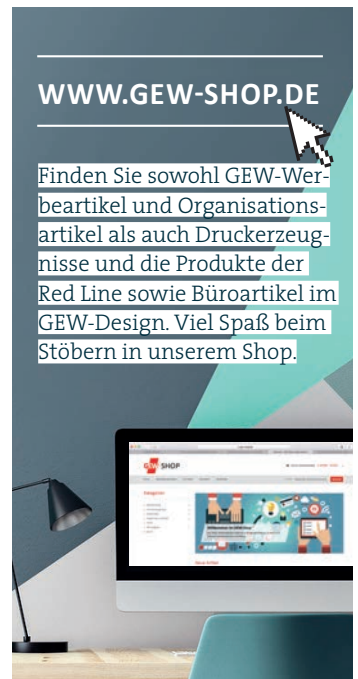 WWW.GEW-SHOP.DE
Finden Sie sowohl GEW-Wer-
beartikel und Organisations-
artikel als auch Druckerzeug-
nisse und die Produkte der
Red Line sowie Büroartikel im
GEW-Design. Viel Spaß beim
Stöbern in unserem Shop.
GEW SHOP